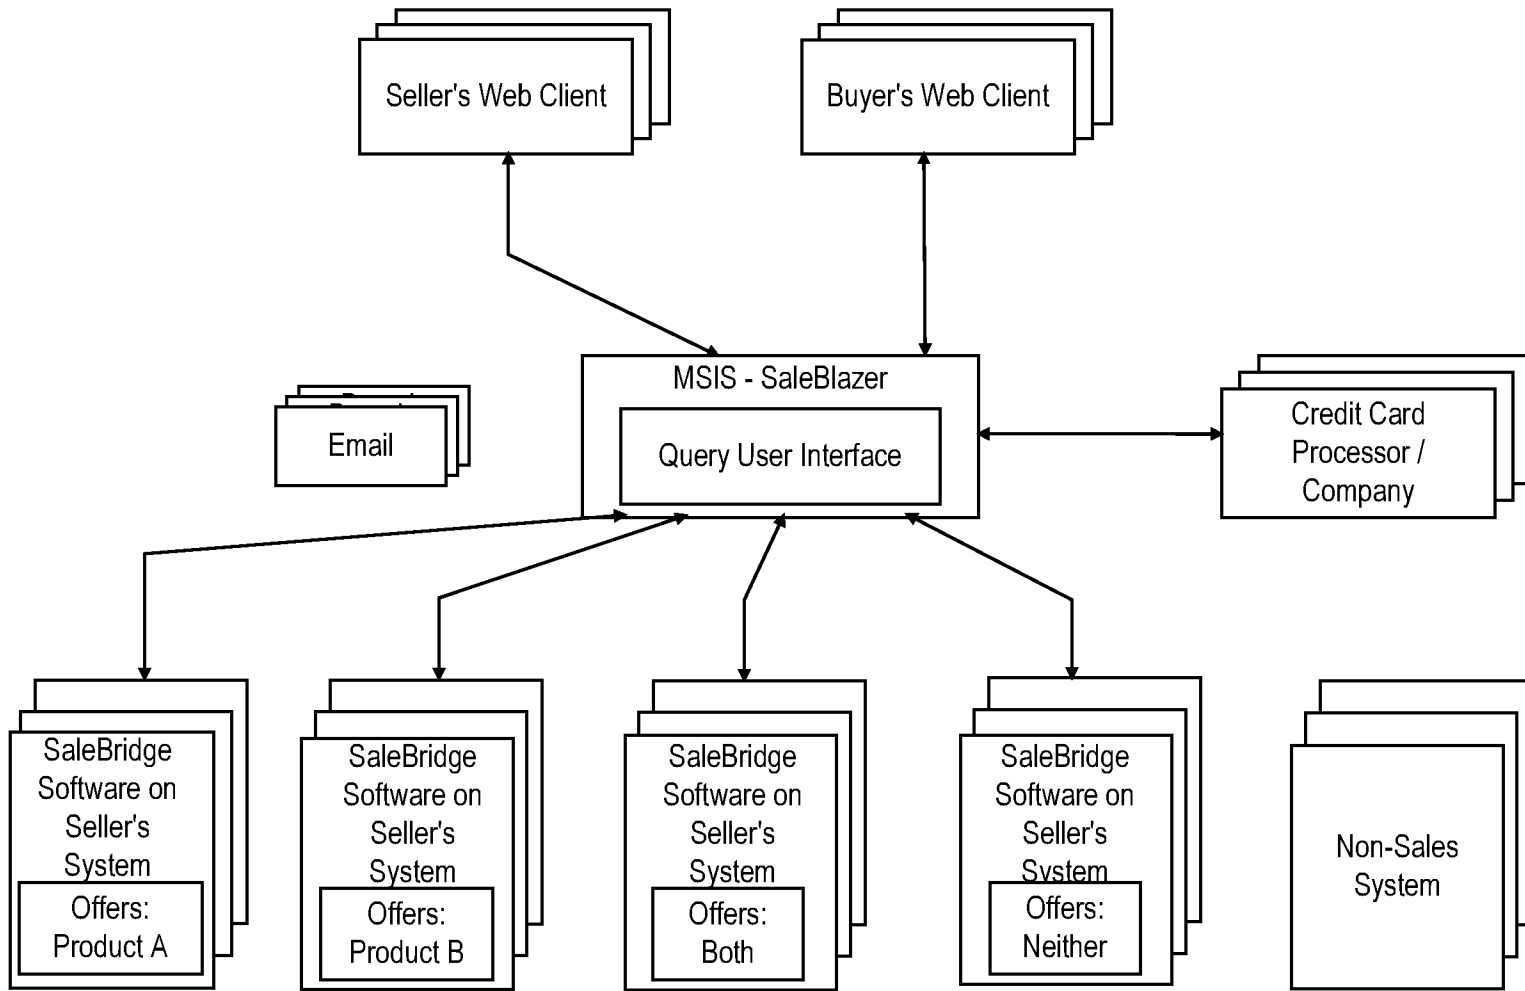 Seller's Web Client
Buyer's Web Client
MSIS - SaleBlazer
Query User Interface
Email
Credit Card
Processor /
Company
SaleBridge
Software on
Seller's
System
Offers:
Product A
SaleBridge
Software on
Seller's
System
Offers:
Product B
SaleBridge
Software on
Seller's
System
Offers:
Both
SaleBridge
Software on
Seller's
System
Offers:
Neither
Non-Sales
System